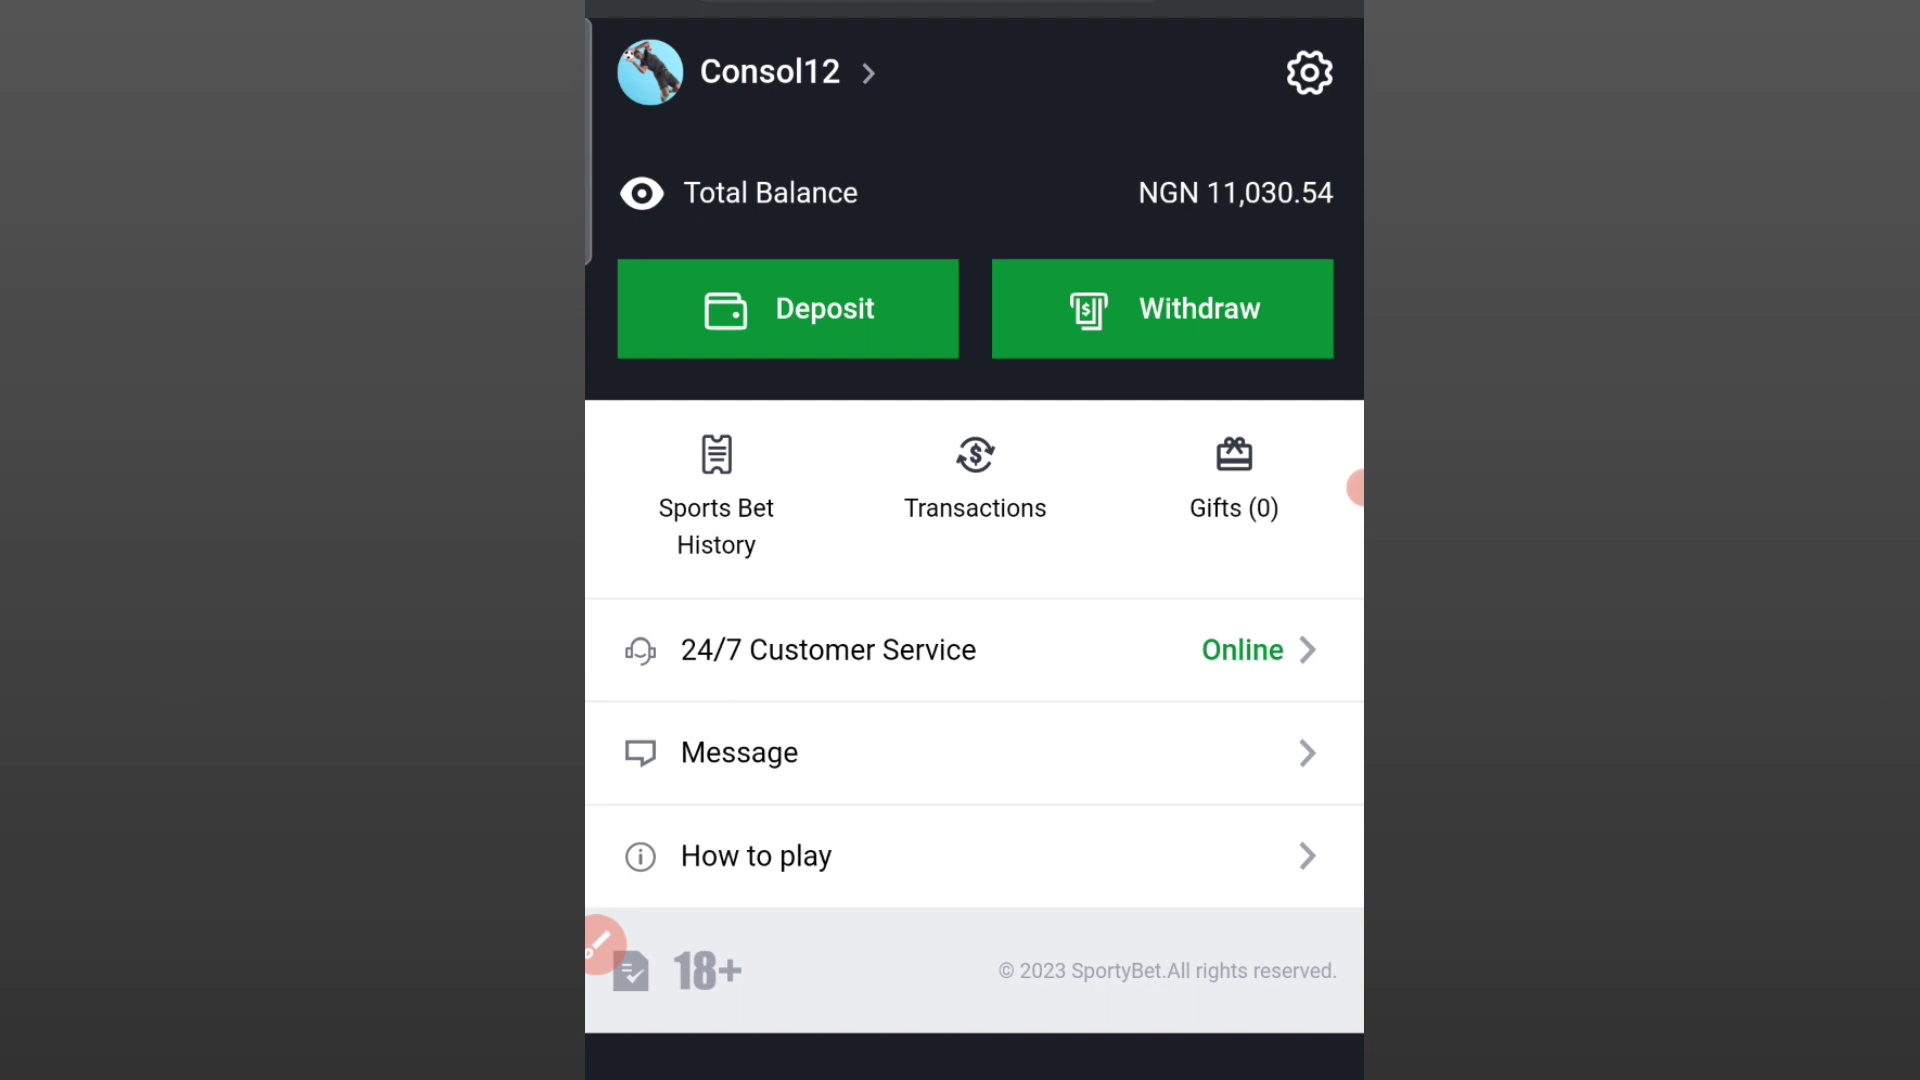 Consol12
Total Balance NGN 11,030.54
Deposit Withdraw
Sports Bet History
Transactions
Gifts (0)
24/7 Customer Service Online
Message
How to play
18+ © 2023 SportyBet.All rights reserved.